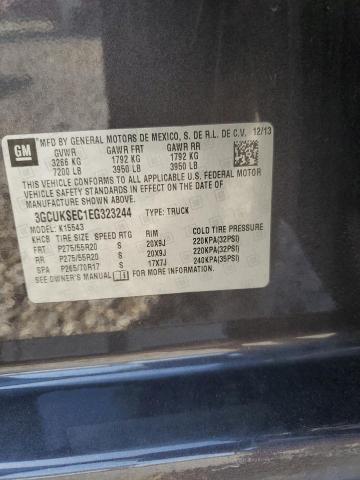 GM
MFD BY GENERAL MOTORS DE MEXICO, S. DE R.L. DE C.V. 12/13
GVWR GAWR FRT GAWR RR
3266 KG 1792 KG 1792 KG
7200 LB 3950 LB 3950 LB
THIS VEHICLE CONFORMS TO ALL APPLICABLE U.S. FEDERAL MOTOR
VEHICLE SAFETY STANDARDS IN EFFECT ON THE DATE OF
MANUFACTURE SHOWN ABOVE.
3GCUKSEC1EG323244 TYPE: TRUCK
MODEL: K15543
KHCB TIRE SIZE SPEED RTG RIM COLD TIRE PRESSURE
FRT P275/55R20 S 20X9J 220KPA(32PSI)
RR P275/55R20 S 20X9J 220KPA(32PSI)
SPA P265/70R17 S 17X7J 240KPA(35PSI)
SEE OWNER'S MANUAL FOR ADDITIONAL INFORMATION.